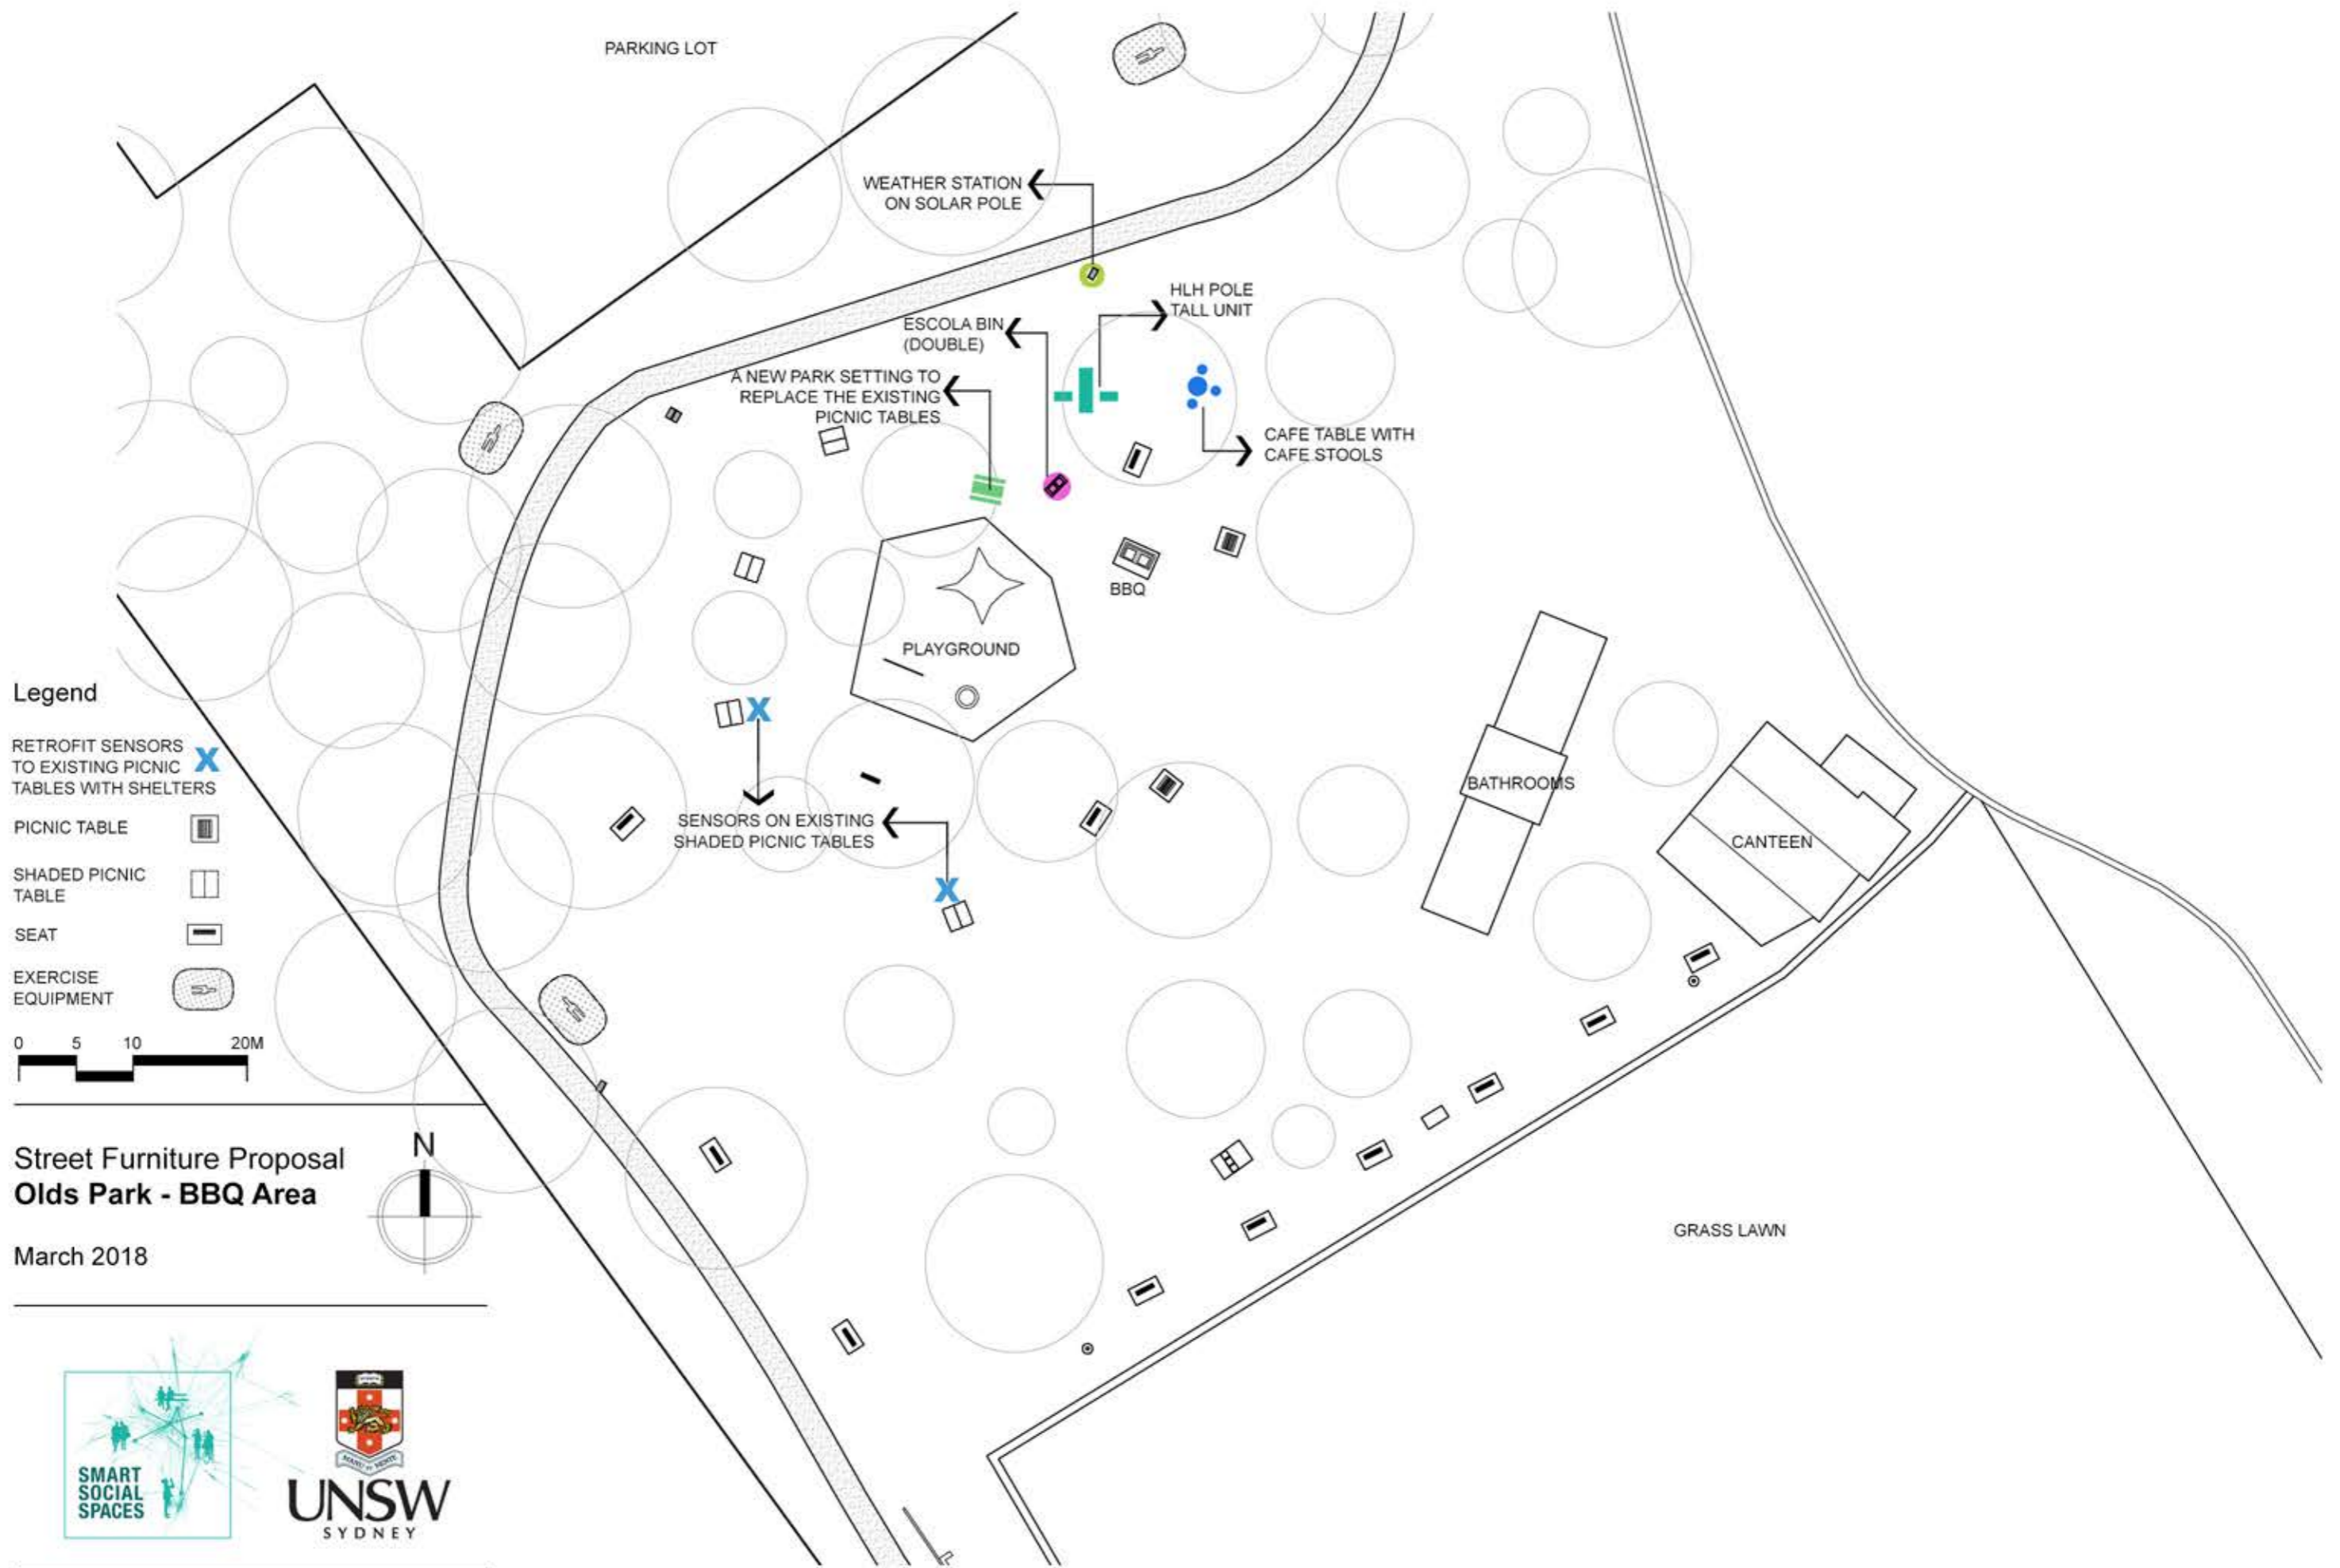 PARKING LOT
WEATHER STATION
ON SOLAR POLE
HLH POLE
TALL UNIT
ESCOLA BIN
(DOUBLE)
A NEW PARK SETTING TO
REPLACE THE EXISTING
PICNIC TABLES
CAFE TABLE WITH
CAFE STOOLS
BBQ
PLAYGROUND
SENSORS ON EXISTING
SHADED PICNIC TABLES
BATHROOMS
CANTEEN
GRASS LAWN
Legend
RETROFIT SENSORS
TO EXISTING PICNIC
TABLES WITH SHELTERS
X
PICNIC TABLE
SHADED PICNIC
TABLE
SEAT
EXERCISE
EQUIPMENT
0 5 10 20M
Street Furniture Proposal
Olds Park - BBQ Area
March 2018
N
SMART
SOCIAL
SPACES
UNSW
SYDNEY
X
X